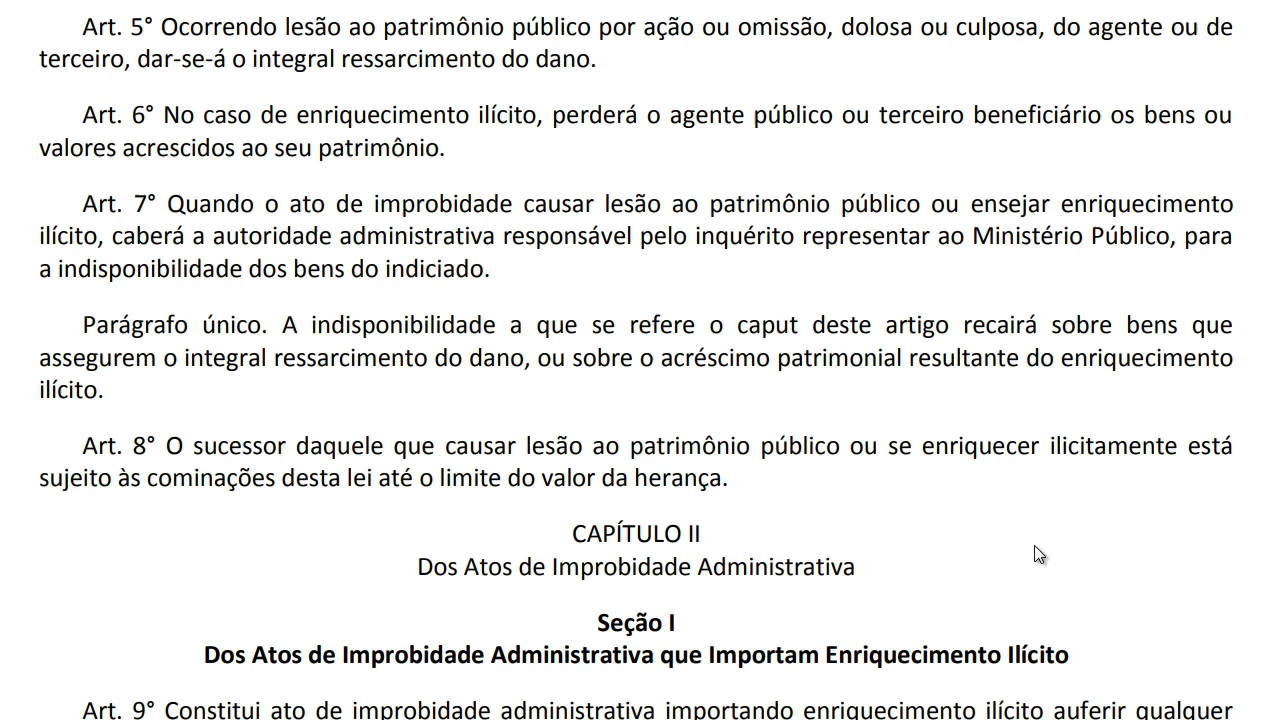 Art. 5° Ocorrendo lesão ao patrimônio público por ação ou omissão, dolosa ou culposa, do agente ou de
terceiro, dar-se-á o integral ressarcimento do dano.
Art. 6° No caso de enriquecimento ilícito, perderá o agente público ou terceiro beneficiário os bens ou
valores acrescidos ao seu patrimônio.
Art. 7° Quando o ato de improbidade causar lesão ao patrimônio público ou ensejar enriquecimento
ilícito, caberá a autoridade administrativa responsável pelo inquérito representar ao Ministério Público, para
a indisponibilidade dos bens do indiciado.
Parágrafo único. A indisponibilidade a que se refere o caput deste artigo recairá sobre bens que
assegurem o integral ressarcimento do dano, ou sobre o acréscimo patrimonial resultante do enriquecimento
ilícito.
Art. 8° O sucessor daquele que causar lesão ao patrimônio público ou se enriquecer ilicitamente está
sujeito às cominações desta lei até o limite do valor da herança.
CAPÍTULO II
Dos Atos de Improbidade Administrativa
Seção I
Dos Atos de Improbidade Administrativa que Importam Enriquecimento Ilícito
Art. 9° Constitui ato de improbidade administrativa importando enriquecimento ilícito auferir qualquer